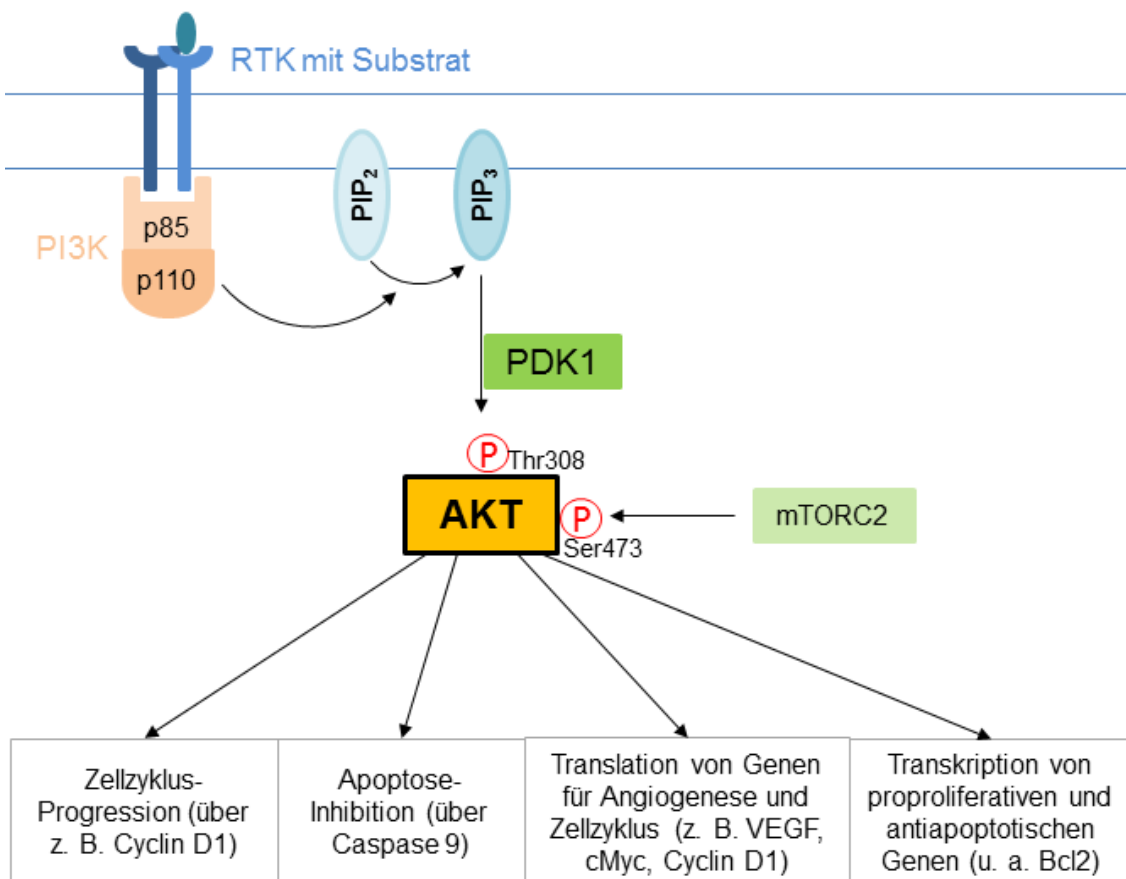 RTK mit Substrat
PIP₂
PIP₃
p85
PI3K
p110
PDK1
P
Thr308
AKT
P
mTORC2
Ser473
Zellzyklus-
Progression (über
z. B. Cyclin D1)
Apoptose-
Inhibition (über
Caspase 9)
Translation von Genen
für Angiogenese und
Zellzyklus (z. B. VEGF,
cMyc, Cyclin D1)
Transkription von
proproliferativen und
antiapoptotischen
Genen (u. a. Bcl2)